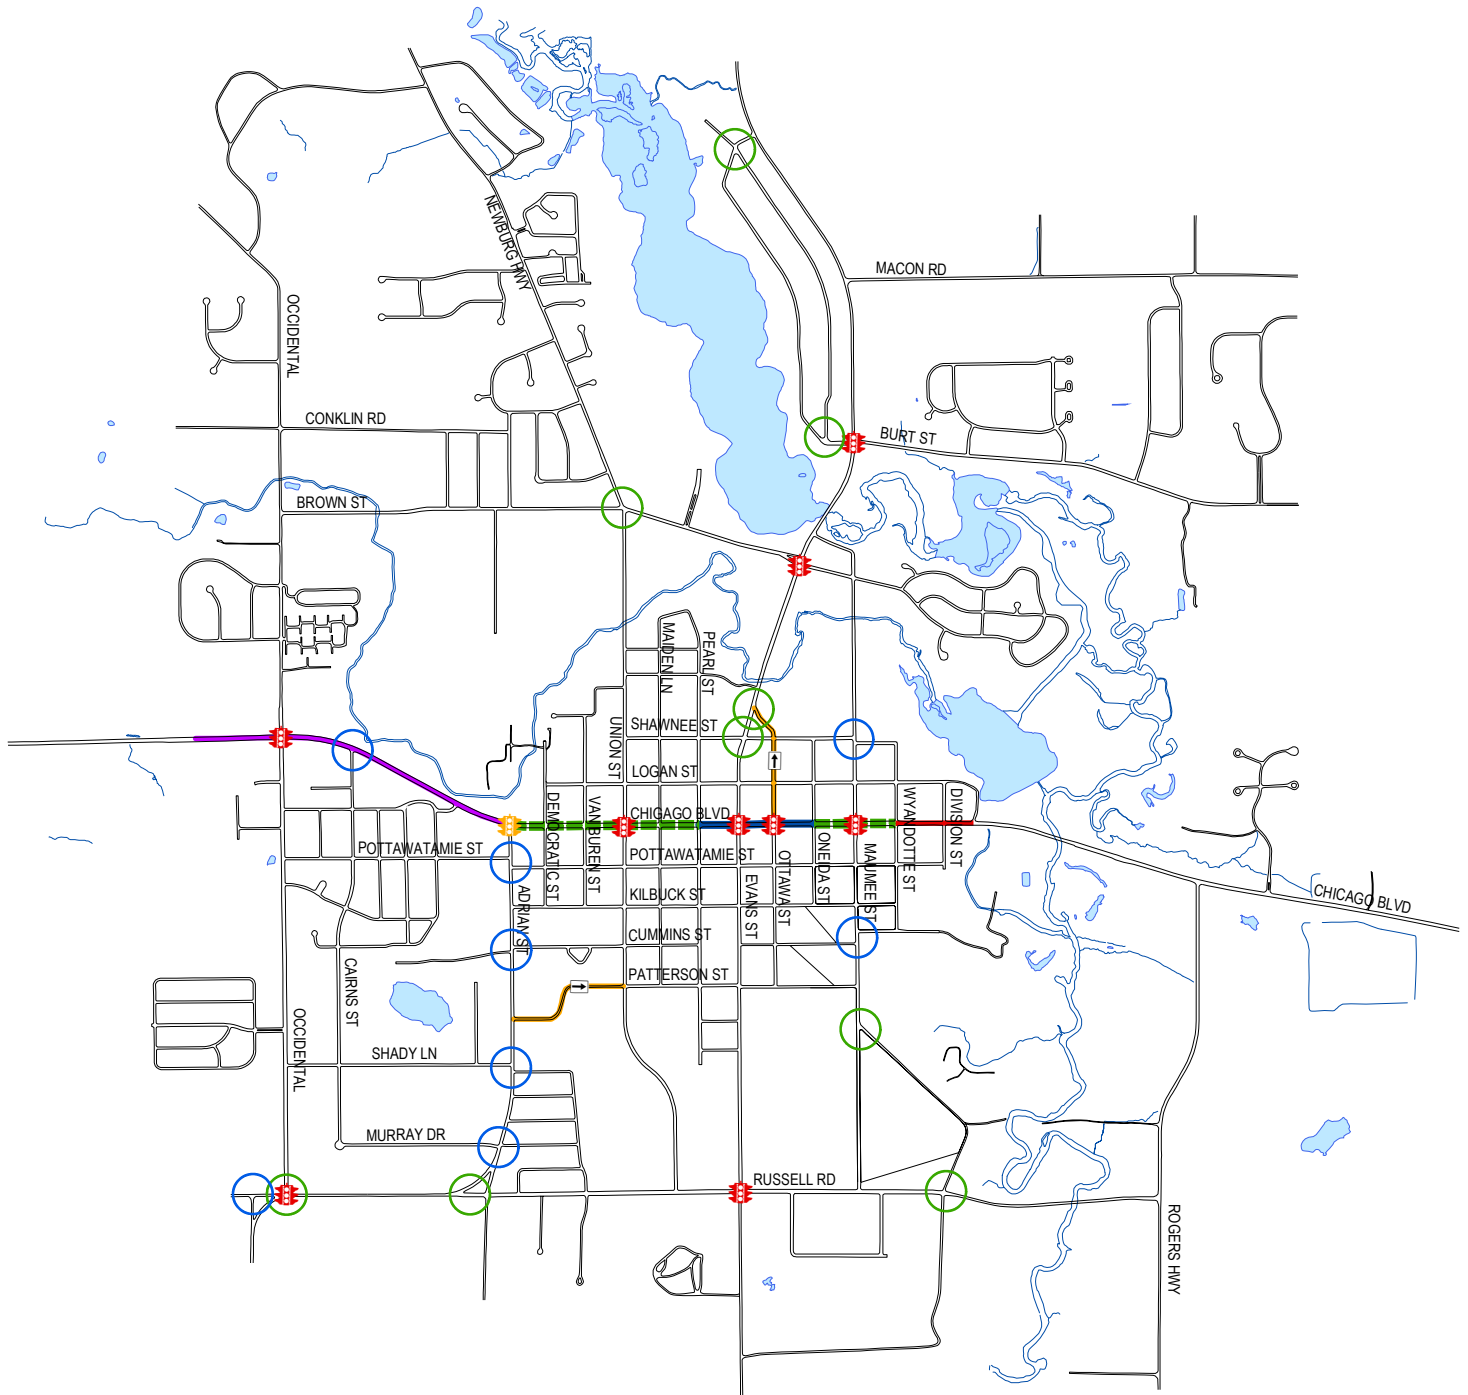 NEWBURG HWY
MACON RD
OCCIDENTAL
CONKLIN RD
BURT ST
BROWN ST
MAIDEN LN
PEARL ST
SHAWNEE ST
UNION ST
LOGAN ST
DEMOCRATIC ST
VAN BUREN ST
CHIGAGO BLVD
WYANDOTTE ST
DIVISION ST
POTTAWATAMIE ST
POTTAWATAMIE ST
OTTAWA ST
ONEIDA ST
MAUMEE ST
ADRIAN ST
KILBUCK ST
EVANS ST
CHICAGO BLVD
CUMMINS ST
CAIRNS ST
PATTERSON ST
OCCIDENTAL
SHADY LN
MURRAY DR
RUSSELL RD
ROGERS HWY